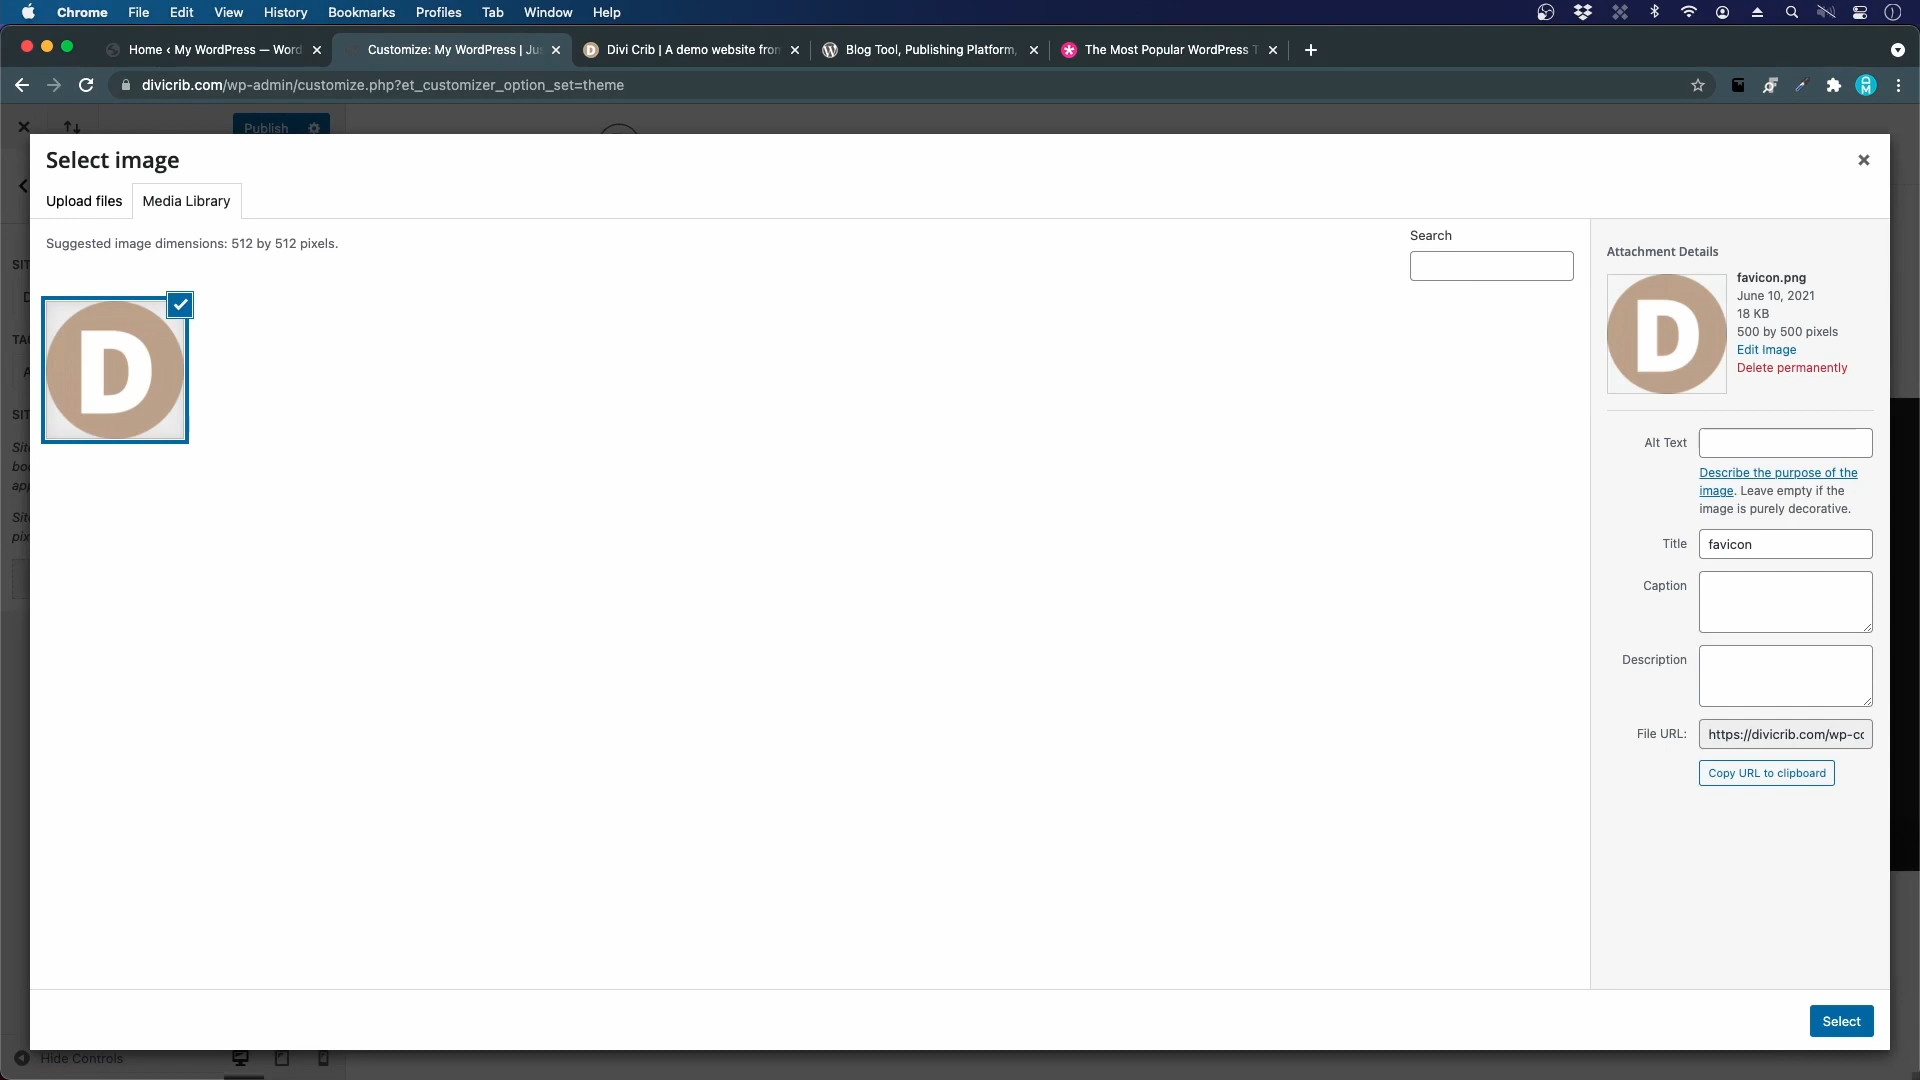 Chrome File Edit View History Bookmarks Profiles Tab Window Help
Home ‹ My WordPress — Word
Customize: My WordPress | Jus
Divi Crib | A demo website from
Blog Tool, Publishing Platform,
The Most Popular WordPress T
divicrib.com/wp-admin/customize.php?et_customizer_option_set=theme
Publish
Select image
Upload files
Media Library
Suggested image dimensions: 512 by 512 pixels.
Search
D
Attachment Details
D
favicon.png
June 10, 2021
18 KB
500 by 500 pixels
Edit Image
Delete permanently
Alt Text
Describe the purpose of the
image. Leave empty if the
image is purely decorative.
Title
favicon
Caption
Description
File URL:
https://divicrib.com/wp-co
Copy URL to clipboard
Select
Hide Controls